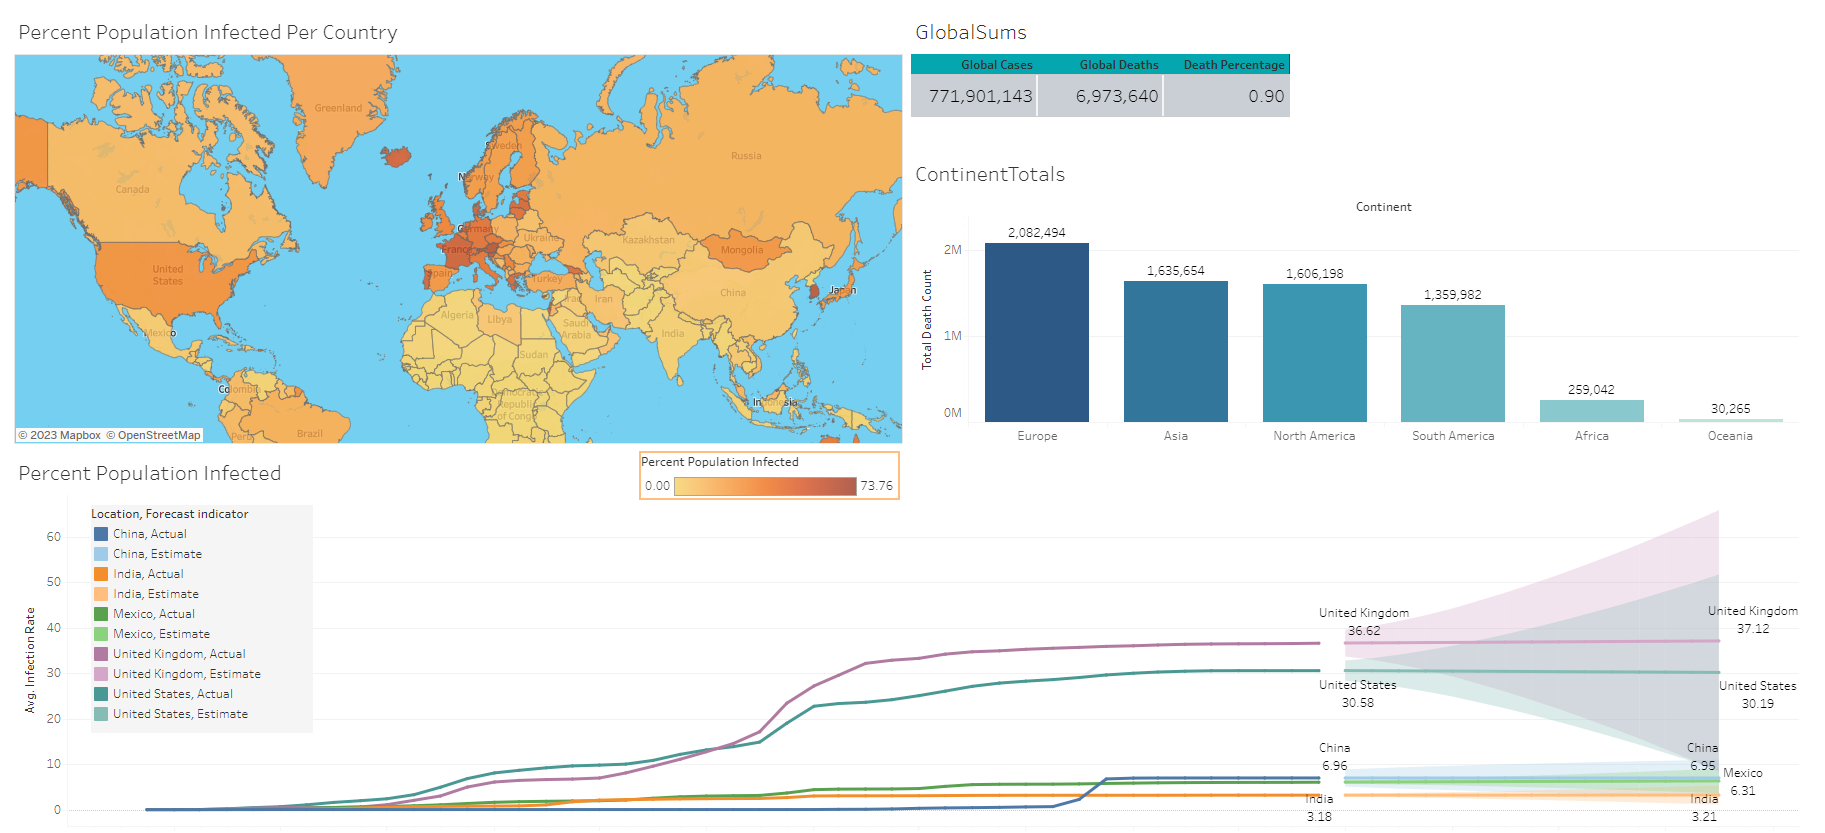 Percent Population Infected Per Country
Greenland
Sweden
Norway
Russia
Canada
Germany
Ukraine
France
Kazakhstan
Mongolia
United
States
Spain
Turkey
Japan
China
Iraq
Iran
Mexico
Algeria
Libya
Saudi
Arabia
India
Sudan
Colombia
Democratic
Republic
of Congo
Indonesia
Peru
Brazil
© 2023 Mapbox © OpenStreetMap
GlobalSums
Global Cases
Global Deaths
Death Percentage
771,901,143
6,973,640
0.90
ContinentTotals
Continent
Total Death Count
2M
1M
0M
2,082,494
1,635,654
1,606,198
1,359,982
259,042
30,265
Europe
Asia
North America
South America
Africa
Oceania
Percent Population Infected
Percent Population Infected
0.00
73.76
Location, Forecast indicator
China, Actual
China, Estimate
India, Actual
India, Estimate
Mexico, Actual
Mexico, Estimate
United Kingdom, Actual
United Kingdom, Estimate
United States, Actual
United States, Estimate
Avg. Infection Rate
60
50
40
30
20
10
0
United Kingdom
36.62
United Kingdom
37.12
United States
30.58
United States
30.19
China
6.96
China
6.95
Mexico
6.31
India
3.18
India
3.21